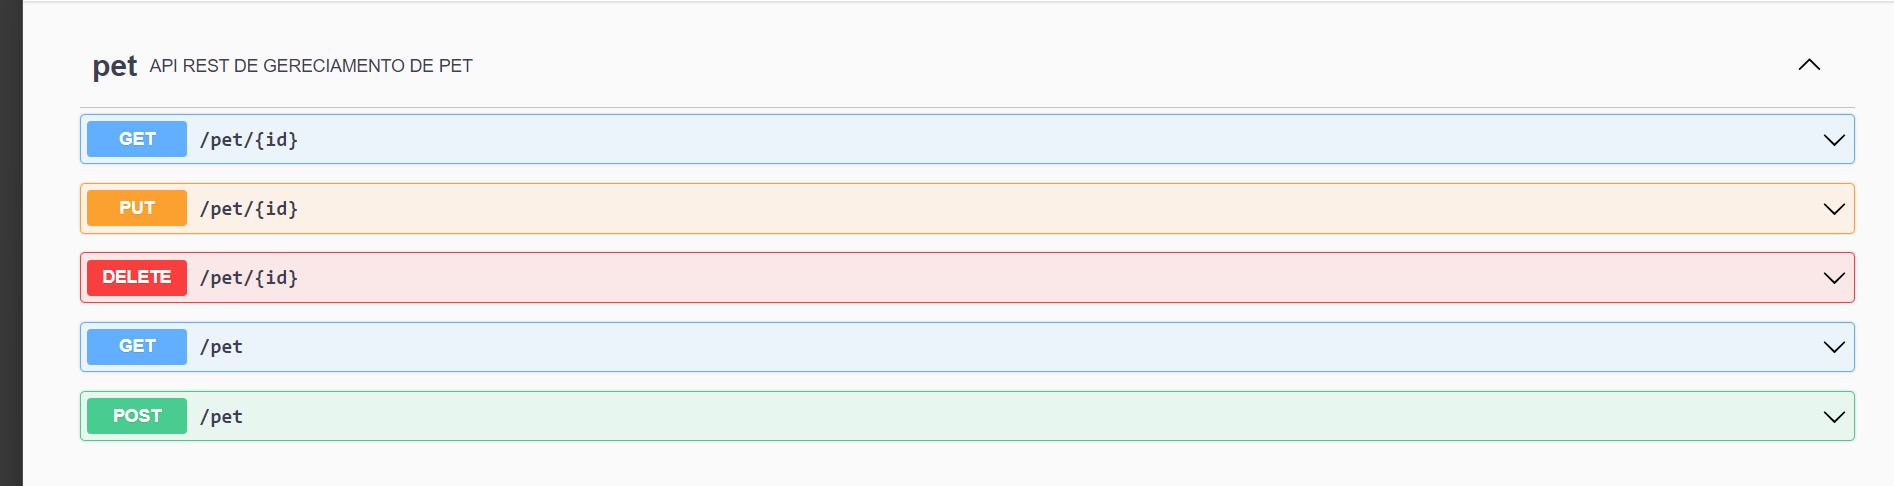 pet API REST DE GERECIAMENTO DE PET
GET /pet/{id}
PUT /pet/{id}
DELETE /pet/{id}
GET /pet
POST /pet